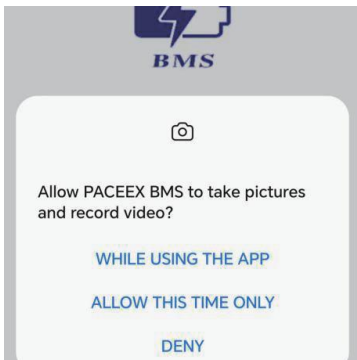 BMS
Allow PACEEX BMS to take pictures
and record video?
WHILE USING THE APP
ALLOW THIS TIME ONLY
DENY